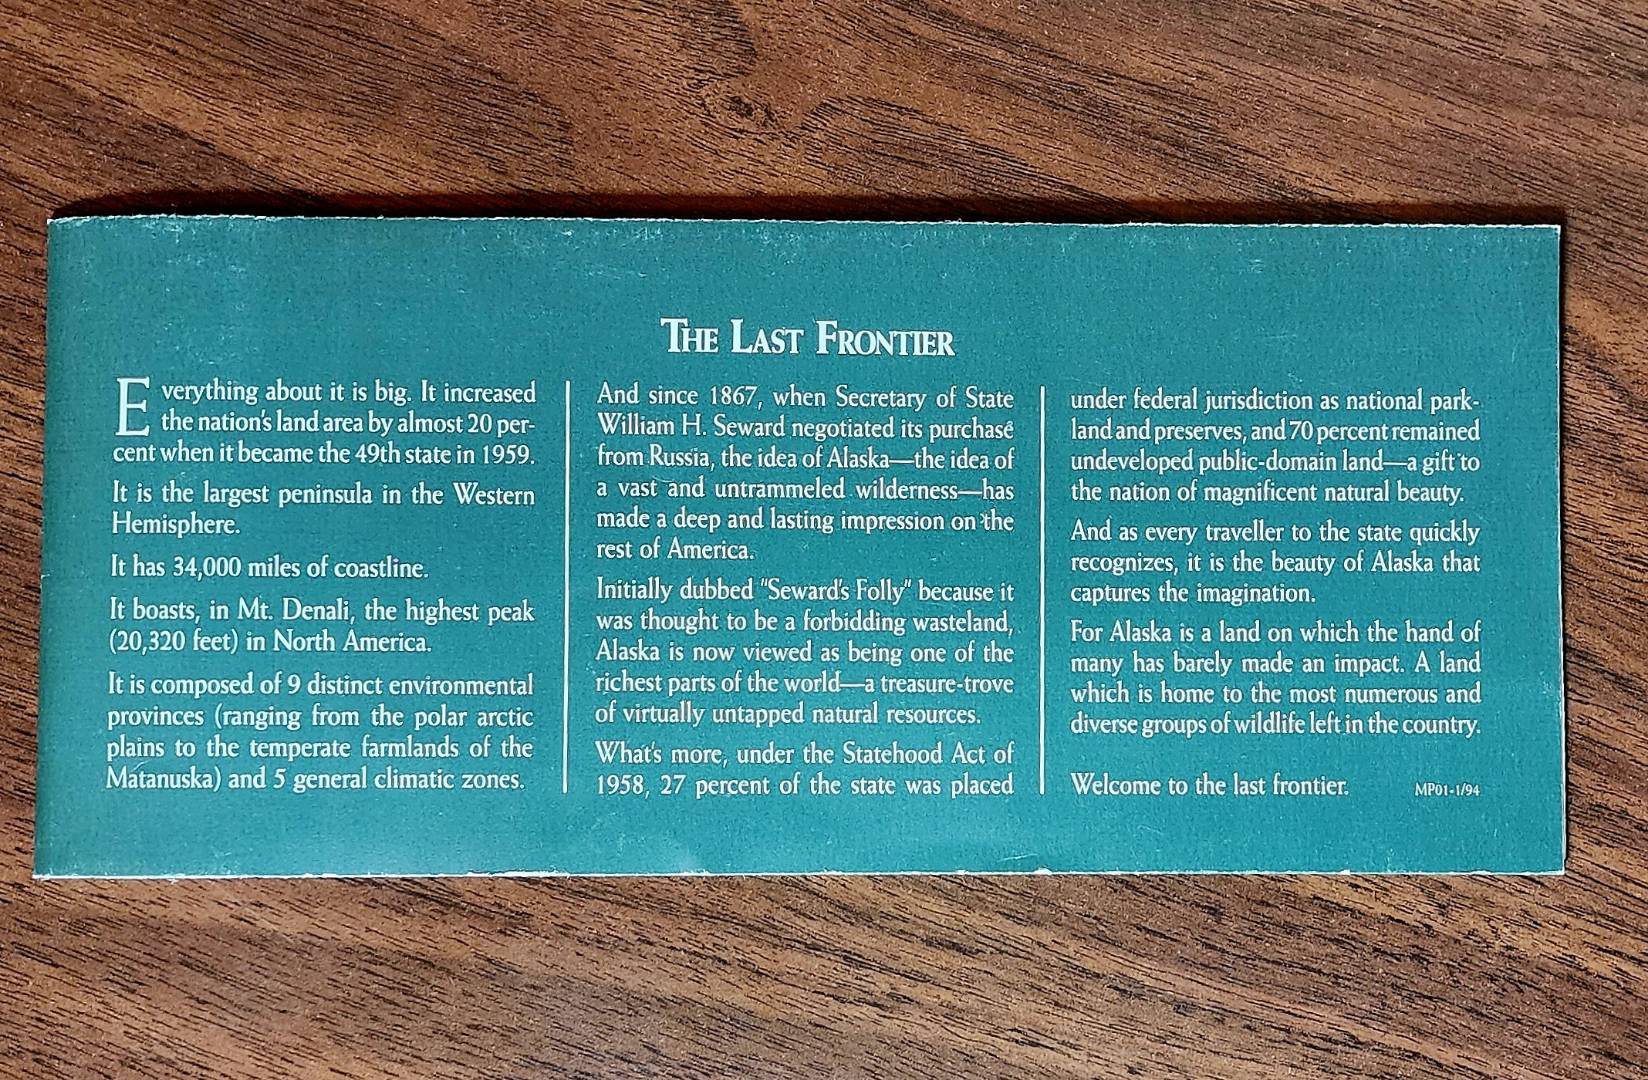 THE LAST FRONTIER
Everything about it is big. It increased
the nation's land area by almost 20 per-
cent when it became the 49th state in 1959.
It is the largest peninsula in the Western
Hemisphere.
It has 34,000 miles of coastline.
It boasts, in Mt. Denali, the highest peak
(20,320 feet) in North America.
It is composed of 9 distinct environmental
provinces (ranging from the polar arctic
plains to the temperate farmlands of the
Matanuska) and 5 general climatic zones.
And since 1867, when Secretary of State
William H. Seward negotiated its purchase
from Russia, the idea of Alaska—the idea of
a vast and untrammeled wilderness—has
made a deep and lasting impression on the
rest of America.
Initially dubbed "Seward's Folly" because it
was thought to be a forbidding wasteland,
Alaska is now viewed as being one of the
richest parts of the world—a treasure-trove
of virtually untapped natural resources.
What's more, under the Statehood Act of
1958, 27 percent of the state was placed
under federal jurisdiction as national park-
land and preserves, and 70 percent remained
undeveloped public-domain land—a gift to
the nation of magnificent natural beauty.
And as every traveller to the state quickly
recognizes, it is the beauty of Alaska that
captures the imagination.
For Alaska is a land on which the hand of
many has barely made an impact. A land
which is home to the most numerous and
diverse groups of wildlife left in the country.
Welcome to the last frontier.
MP01-1/94